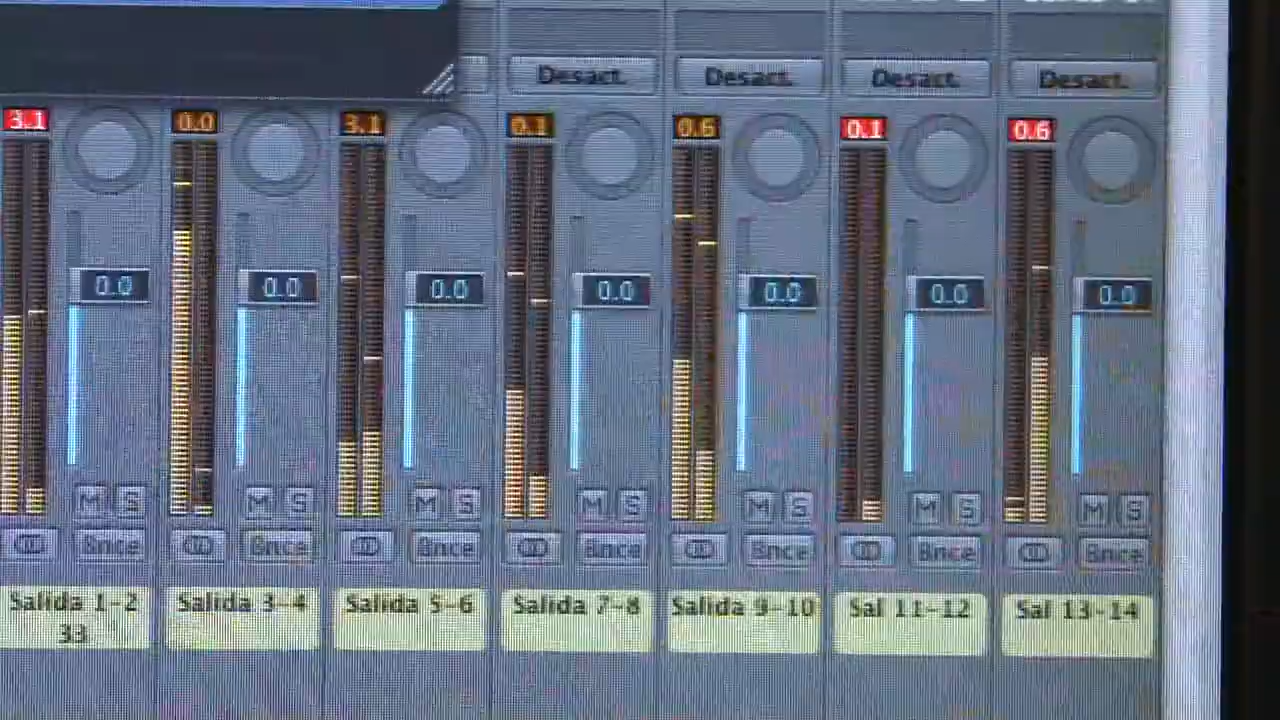 Desact. Desact. Desact. Desact.
3.1 0.0 3.1 0.1 0.6 0.1 0.6
0.0 0.0 0.0 0.0 0.0 0.0 0.0
M S M S M S M S M S M S M S
Bnce Bnce Bnce Bnce Bnce Bnce Bnce
Salida 1-2 Salida 3-4 Salida 5-6 Salida 7-8 Salida 9-10 Sal 11-12 Sal 13-14
33